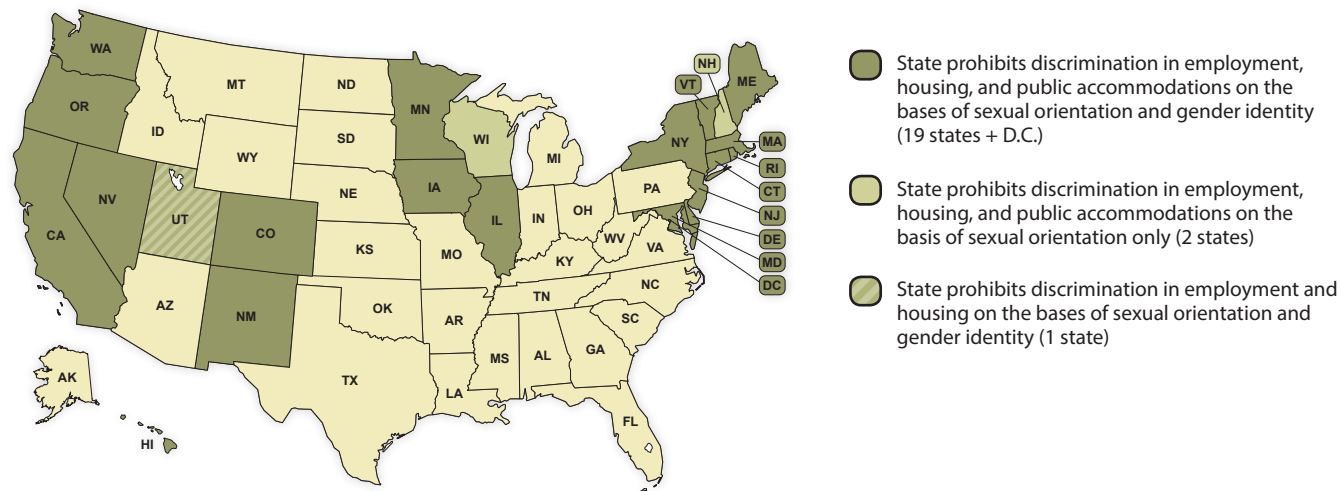 WA
OR
CA
NV
ID
MT
WY
UT
AZ
CO
NM
ND
SD
NE
KS
OK
TX
MN
IA
MO
AR
LA
WI
IL
MI
IN
OH
KY
TN
MS
AL
GA
FL
SC
NC
VA
WV
PA
NY
VT
NH
ME
MA
RI
CT
NJ
DE
MD
DC
AK
HI
State prohibits discrimination in employment,
housing, and public accommodations on the
bases of sexual orientation and gender identity
(19 states + D.C.)
State prohibits discrimination in employment,
housing, and public accommodations on the
basis of sexual orientation only (2 states)
State prohibits discrimination in employment and
housing on the bases of sexual orientation and
gender identity (1 state)